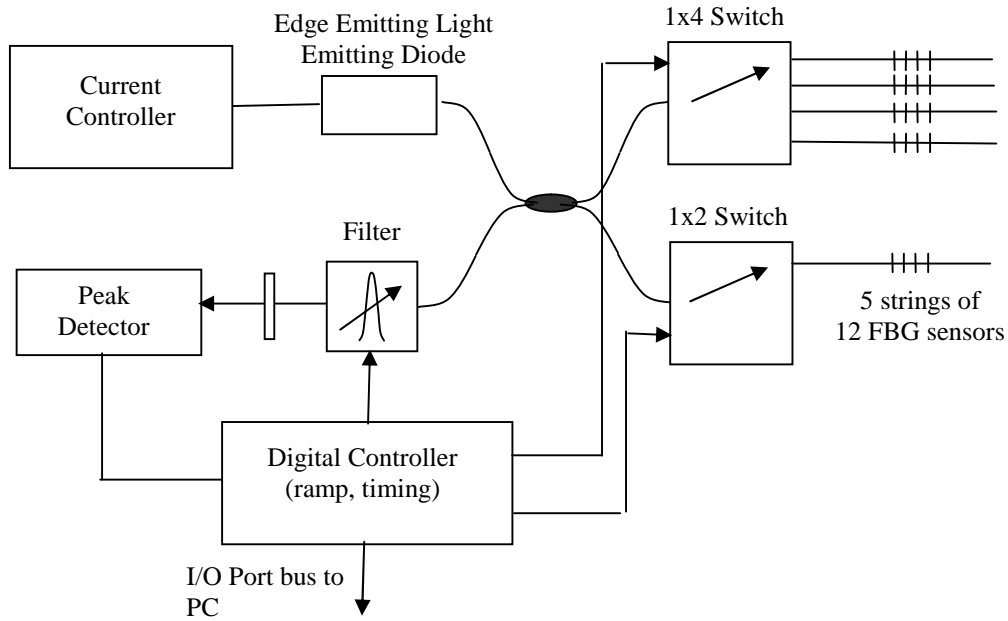 Edge Emitting Light
Emitting Diode
1x4 Switch
Current
Controller
Filter
1x2 Switch
Peak
Detector
5 strings of
12 FBG sensors
Digital Controller
(ramp, timing)
I/O Port bus to
PC